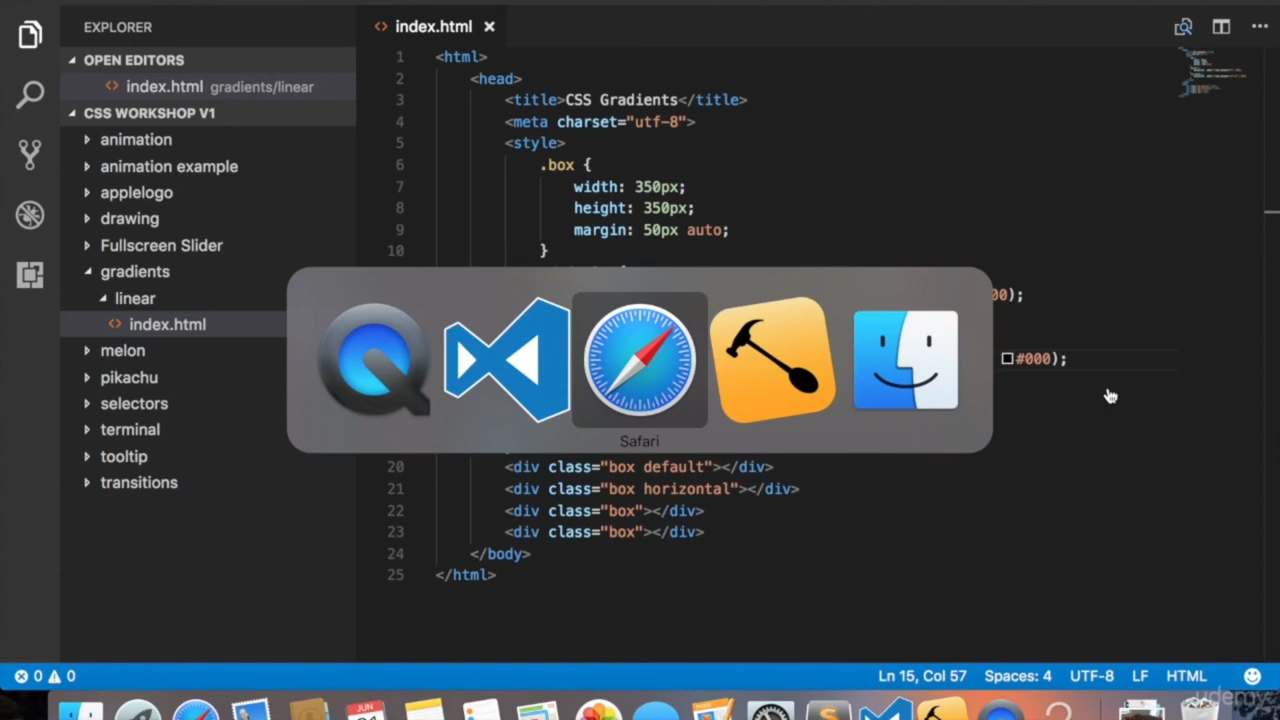 EXPLORER
OPEN EDITORS
index.html gradients/linear
CSS WORKSHOP V1
animation
animation example
applelogo
drawing
Fullscreen Slider
gradients
linear
index.html
melon
pikachu
selectors
terminal
tooltip
transitions
index.html
1 <html>
2 <head>
3 <title>CSS Gradients</title>
4 <meta charset="utf-8">
5 <style>
6 .box {
7 width: 350px;
8 height: 350px;
9 margin: 50px auto;
10 }
00);
#000);
Safari
20 <div class="box default"></div>
21 <div class="box horizontal"></div>
22 <div class="box"></div>
23 <div class="box"></div>
24 </body>
25 </html>
0 0
Ln 15, Col 57 Spaces: 4 UTF-8 LF HTML
JUN
udemy